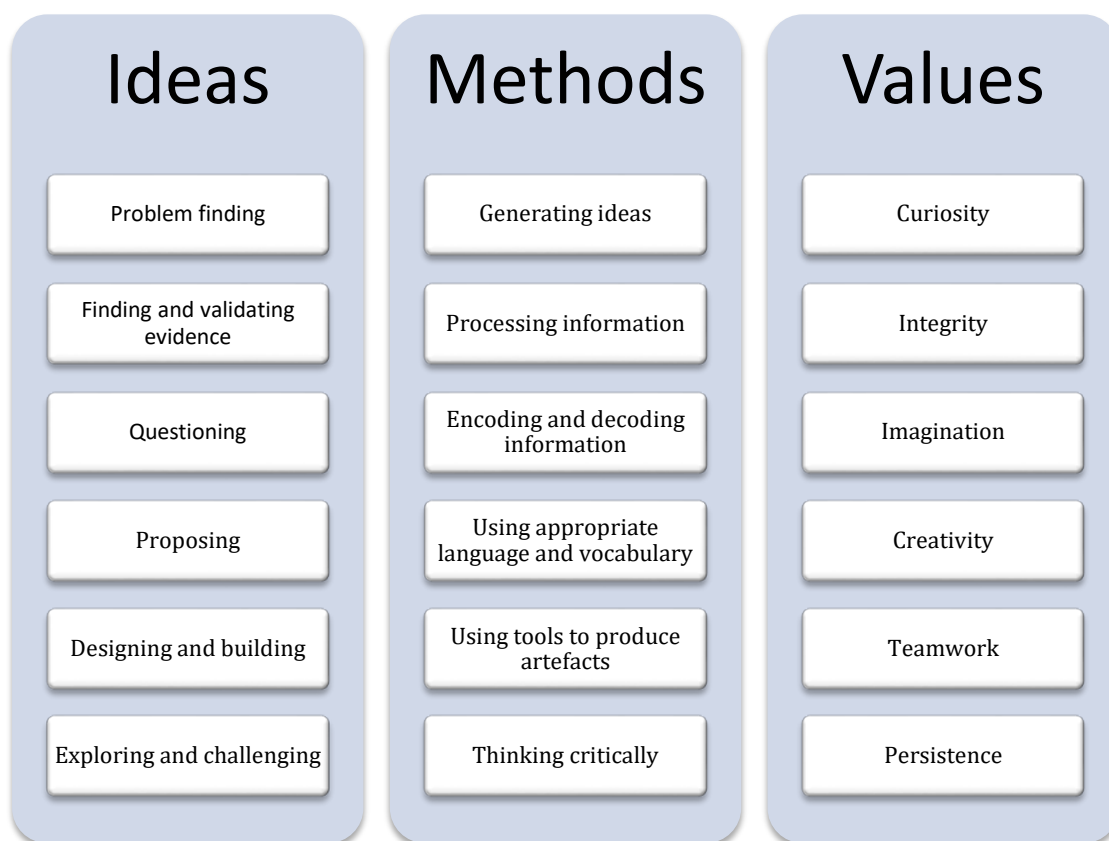 Ideas
Problem finding
Finding and validating
evidence
Questioning
Proposing
Designing and building
Exploring and challenging
Methods
Generating ideas
Processing information
Encoding and decoding
information
Using appropriate
language and vocabulary
Using tools to produce
artefacts
Thinking critically
Values
Curiosity
Integrity
Imagination
Creativity
Teamwork
Persistence